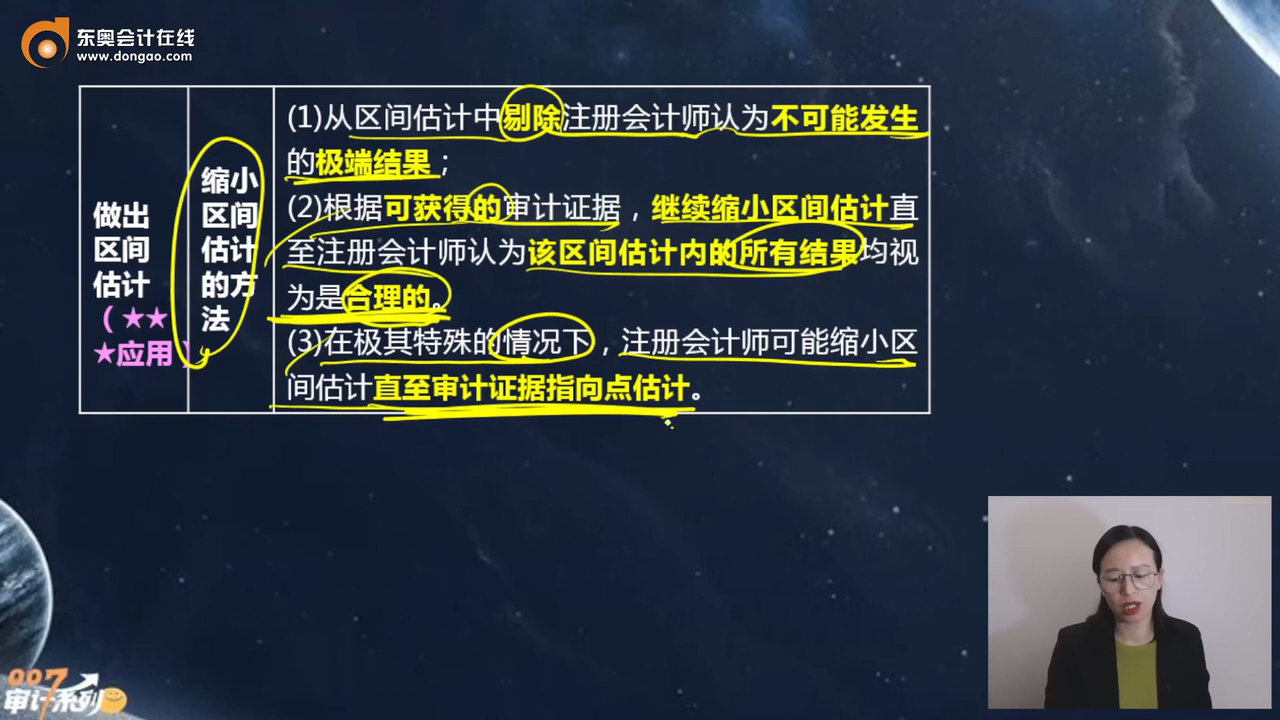 东奥会计在线
www.dongao.com
做出
区间
估计
（★★
★应用）
缩小
区间
估计
的方
法
(1)从区间估计中剔除注册会计师认为不可能发生
的极端结果；
(2)根据可获得的审计证据，继续缩小区间估计直
至注册会计师认为该区间估计内的所有结果均视
为是合理的。
(3)在极其特殊的情况下，注册会计师可能缩小区
间估计直至审计证据指向点估计。
007
审计系列